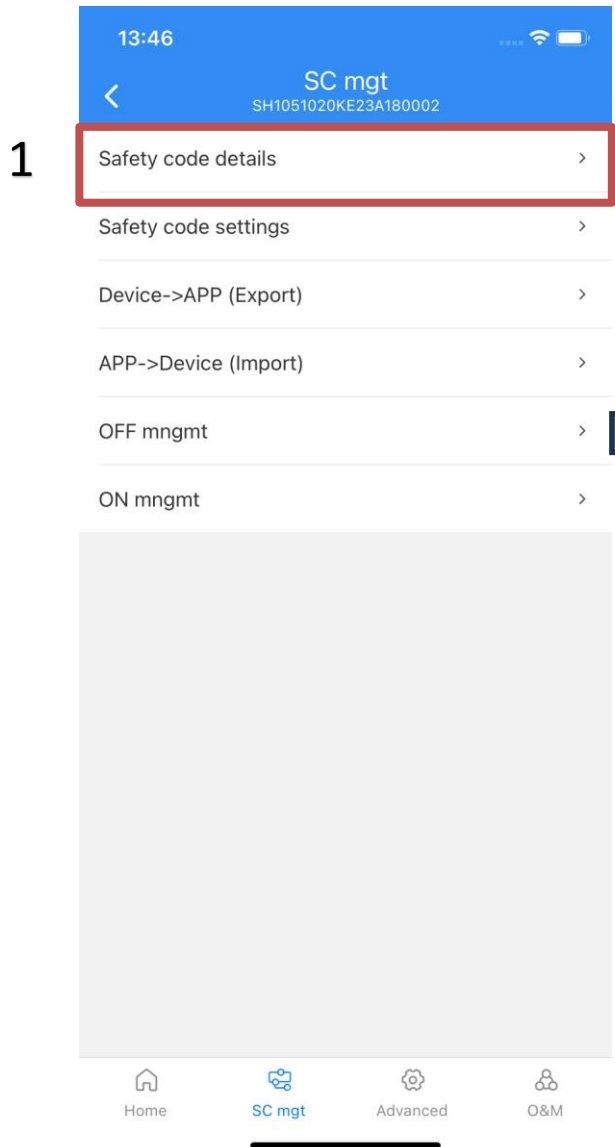 13:46
SC mgt
SH1051020KE23A180002
1
Safety code details
Safety code settings
Device->APP (Export)
APP->Device (Import)
OFF mngmt
ON mngmt
Home
SC mgt
Advanced
O&M